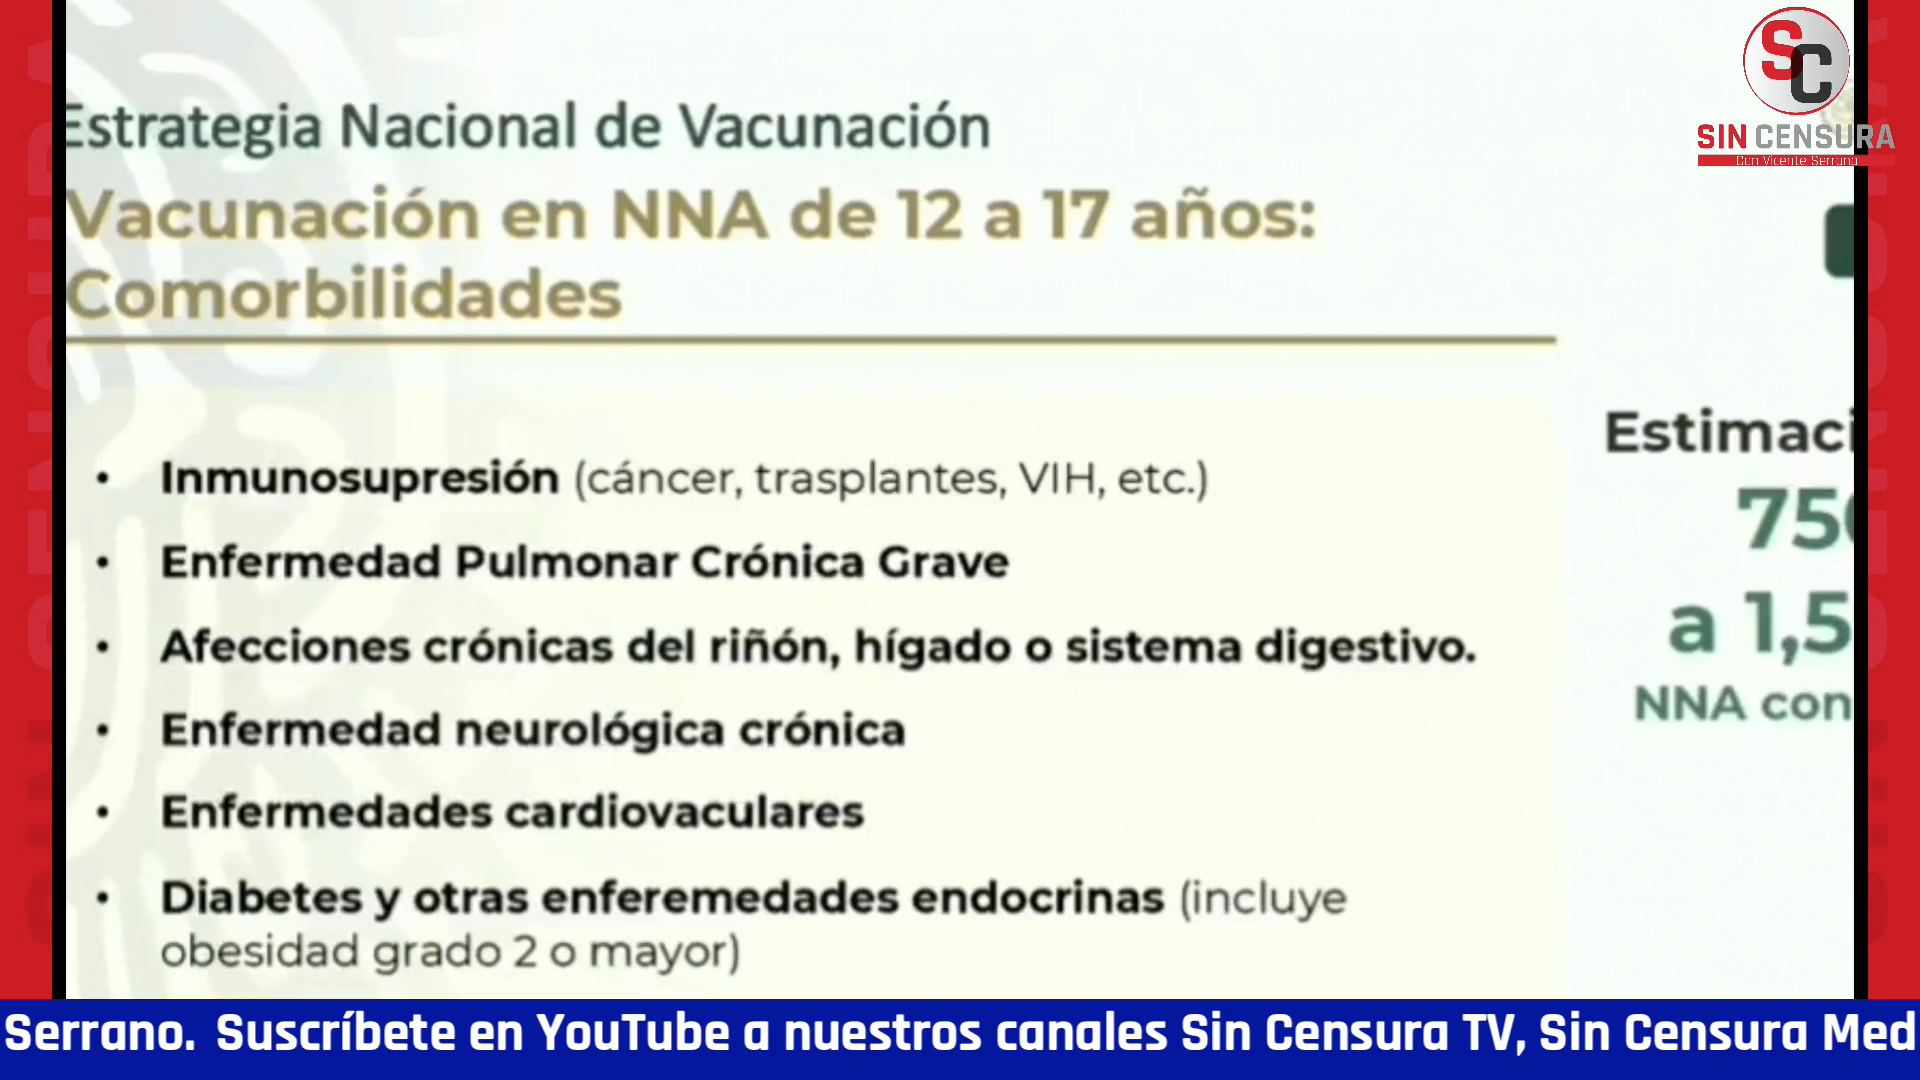 SC
SIN CENSURA
Con Vicente Serrano
Estrategia Nacional de Vacunación
Vacunación en NNA de 12 a 17 años:
Comorbilidades
• Inmunosupresión (cáncer, trasplantes, VIH, etc.)
• Enfermedad Pulmonar Crónica Grave
• Afecciones crónicas del riñón, hígado o sistema digestivo.
• Enfermedad neurológica crónica
• Enfermedades cardiovaculares
• Diabetes y otras enferemedades endocrinas (incluye
obesidad grado 2 o mayor)
Estimaci
750
a 1,5
NNA con
Serrano. Suscríbete en YouTube a nuestros canales Sin Censura TV, Sin Censura Med